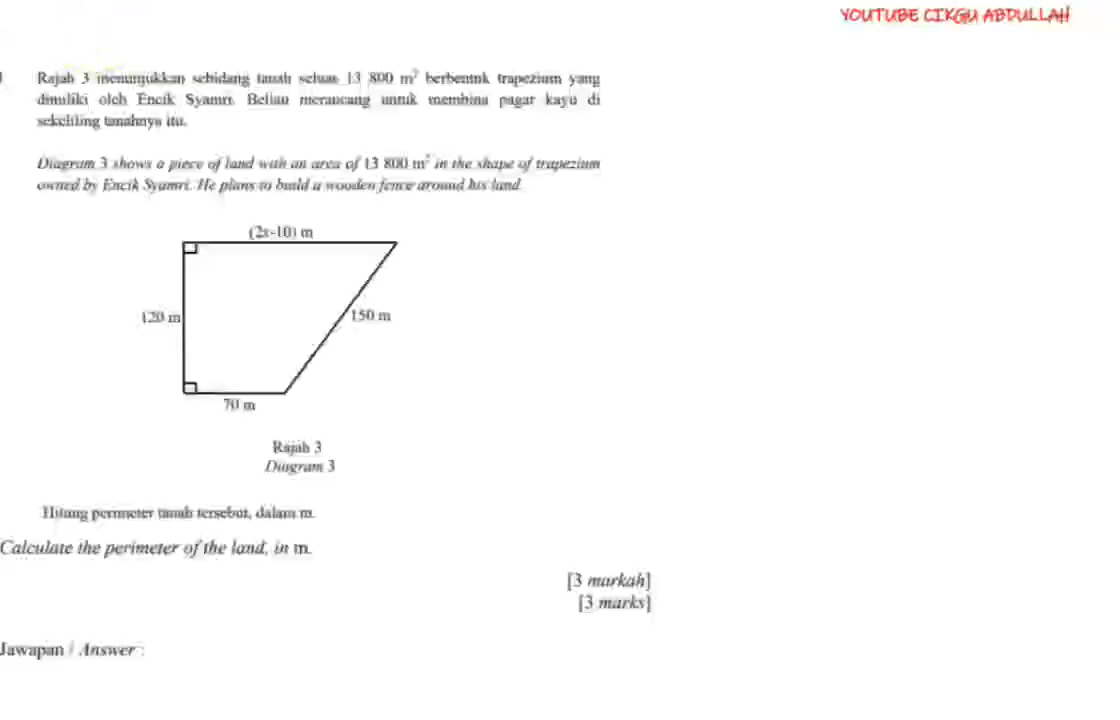 YOUTUBE CIKGU ABDULLAH
Rajah 3 menunjukkan sebidang tanah seluas 13 800 m² berbentuk trapezium yang
dimiliki oleh Encik Syamri. Beliau merancang untuk membina pagar kayu di
sekeliling tanahnya itu.
Diagram 3 shows a piece of land with an area of 13 800 m² in the shape of trapezium
owned by Encik Syamri. He plans to build a wooden fence around his land.
(2x-10) m
120 m
150 m
70 m
Rajah 3
Diagram 3
Hitung perimeter tanah tersebut, dalam m.
Calculate the perimeter of the land, in m.
[3 markah]
[3 marks]
Jawapan / Answer :